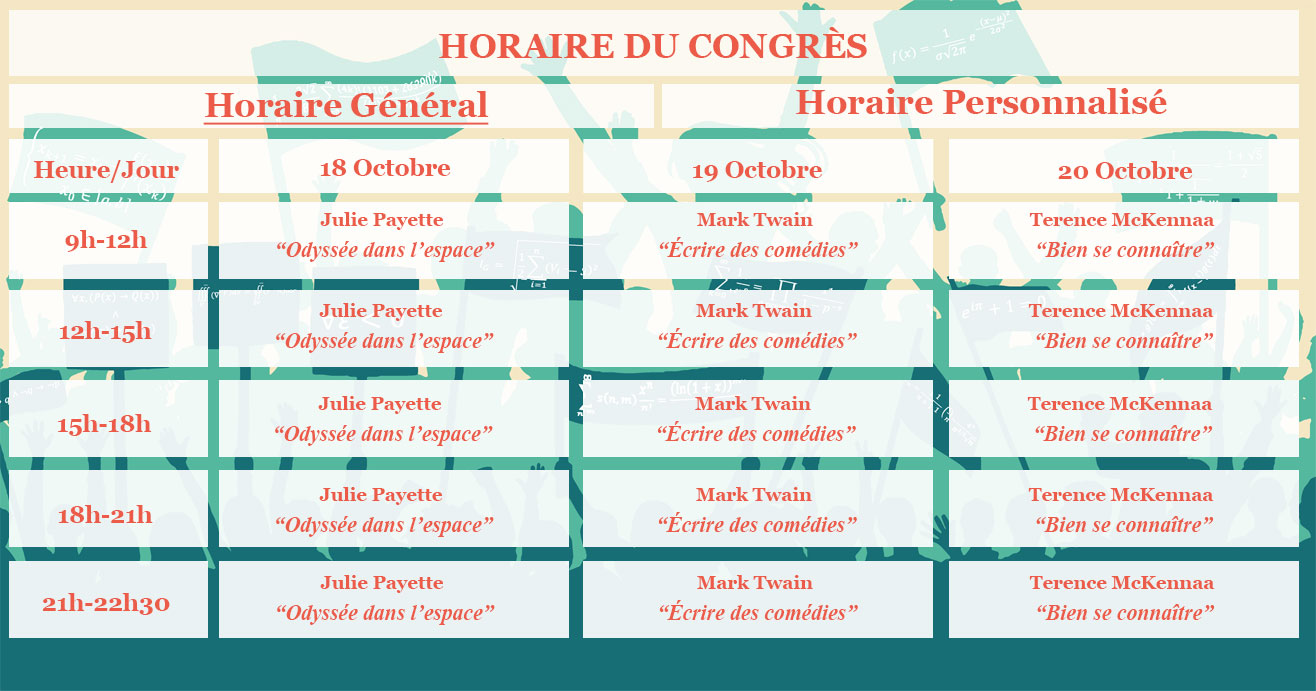 HORAIRE DU CONGRÈS
Horaire Général
Horaire Personnalisé
Heure/Jour
18 Octobre
19 Octobre
20 Octobre
9h-12h
Julie Payette
“Odyssée dans l’espace”
Mark Twain
“Écrire des comédies”
Terence McKennaa
“Bien se connaître”
12h-15h
Julie Payette
“Odyssée dans l’espace”
Mark Twain
“Écrire des comédies”
Terence McKennaa
“Bien se connaître”
15h-18h
Julie Payette
“Odyssée dans l’espace”
Mark Twain
“Écrire des comédies”
Terence McKennaa
“Bien se connaître”
18h-21h
Julie Payette
“Odyssée dans l’espace”
Mark Twain
“Écrire des comédies”
Terence McKennaa
“Bien se connaître”
21h-22h30
Julie Payette
“Odyssée dans l’espace”
Mark Twain
“Écrire des comédies”
Terence McKennaa
“Bien se connaître”